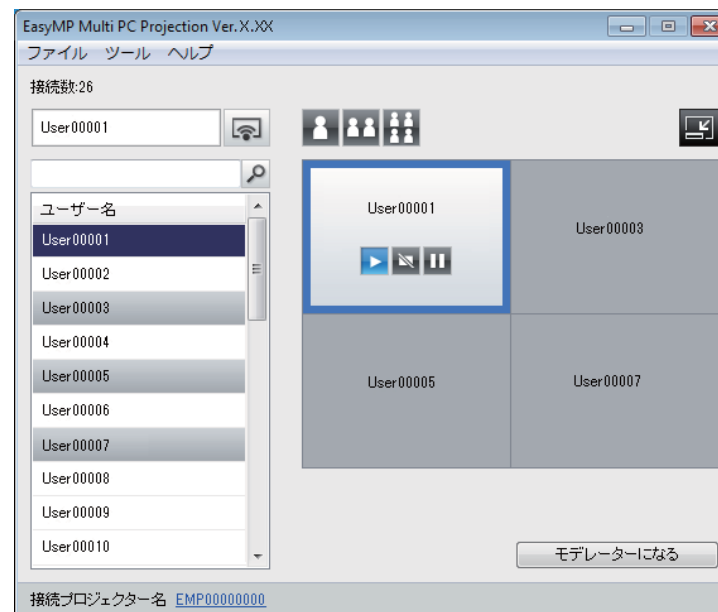 EasyMP Multi PC Projection Ver.X.XX
ファイル ツール ヘルプ
接続数:26
User00001
ユーザー名
User00001
User00002
User00003
User00004
User00005
User00006
User00007
User00008
User00009
User00010
User00001
User00003
User00005
User00007
モデレーターになる
接続プロジェクター名 EMP00000000